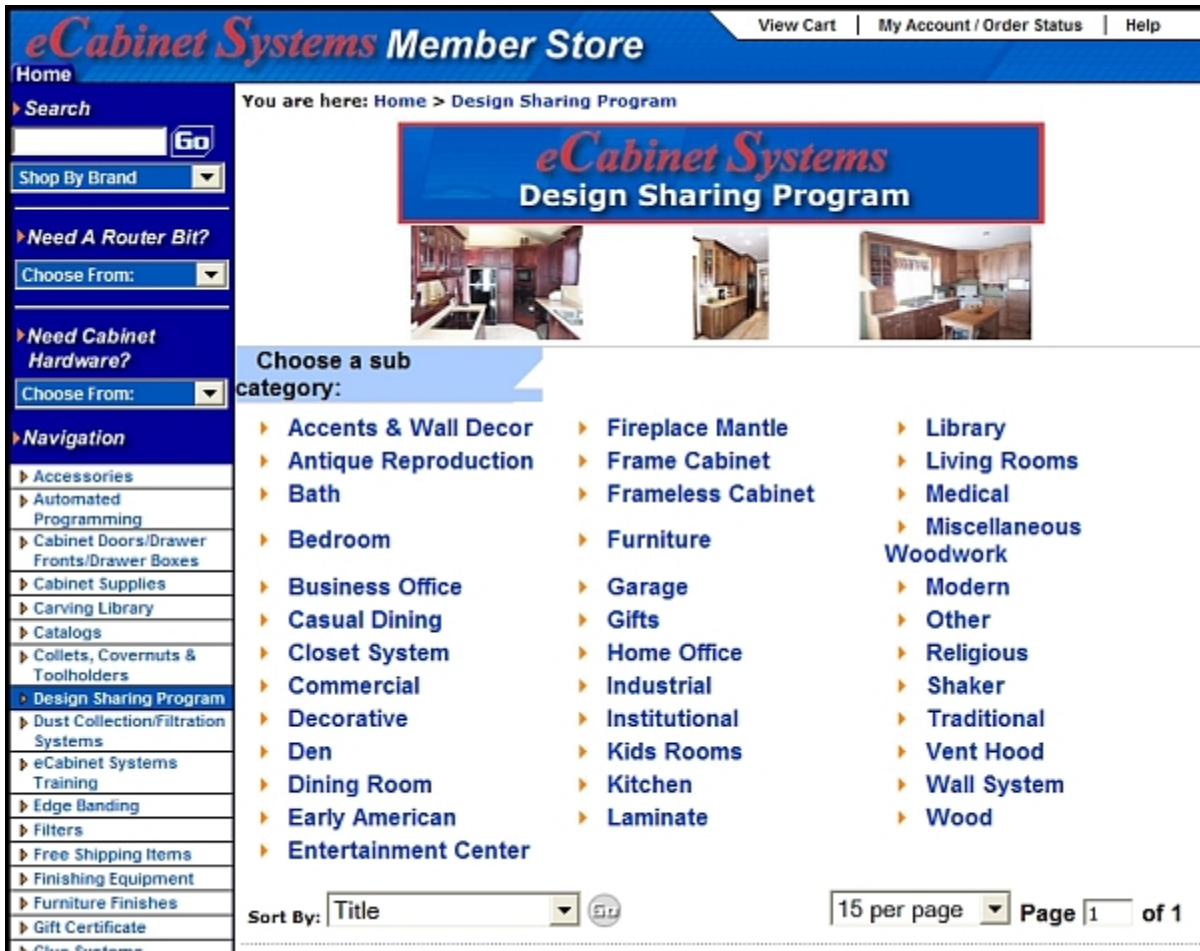 eCabinet Systems Member Store
View Cart | My Account / Order Status | Help
Home
Search
Go
Shop By Brand
Need A Router Bit?
Choose From:
Need Cabinet
Hardware?
Choose From:
Navigation
Accessories
Automated
Programming
Cabinet Doors/Drawer
Fronts/Drawer Boxes
Cabinet Supplies
Carving Library
Catalogs
Collets, Covernuts &
Toolholders
Design Sharing Program
Dust Collection/Filtration
Systems
eCabinet Systems
Training
Edge Banding
Filters
Free Shipping Items
Finishing Equipment
Furniture Finishes
Gift Certificate
Glue Systems
You are here: Home > Design Sharing Program
eCabinet Systems
Design Sharing Program
Choose a sub
category:
Accents & Wall Decor
Antique Reproduction
Bath
Bedroom
Business Office
Casual Dining
Closet System
Commercial
Decorative
Den
Dining Room
Early American
Entertainment Center
Fireplace Mantle
Frame Cabinet
Frameless Cabinet
Furniture
Garage
Gifts
Home Office
Industrial
Institutional
Kids Rooms
Kitchen
Laminate
Library
Living Rooms
Medical
Miscellaneous
Woodwork
Modern
Other
Religious
Shaker
Traditional
Vent Hood
Wall System
Wood
Sort By: Title Go
15 per page Page 1 of 1